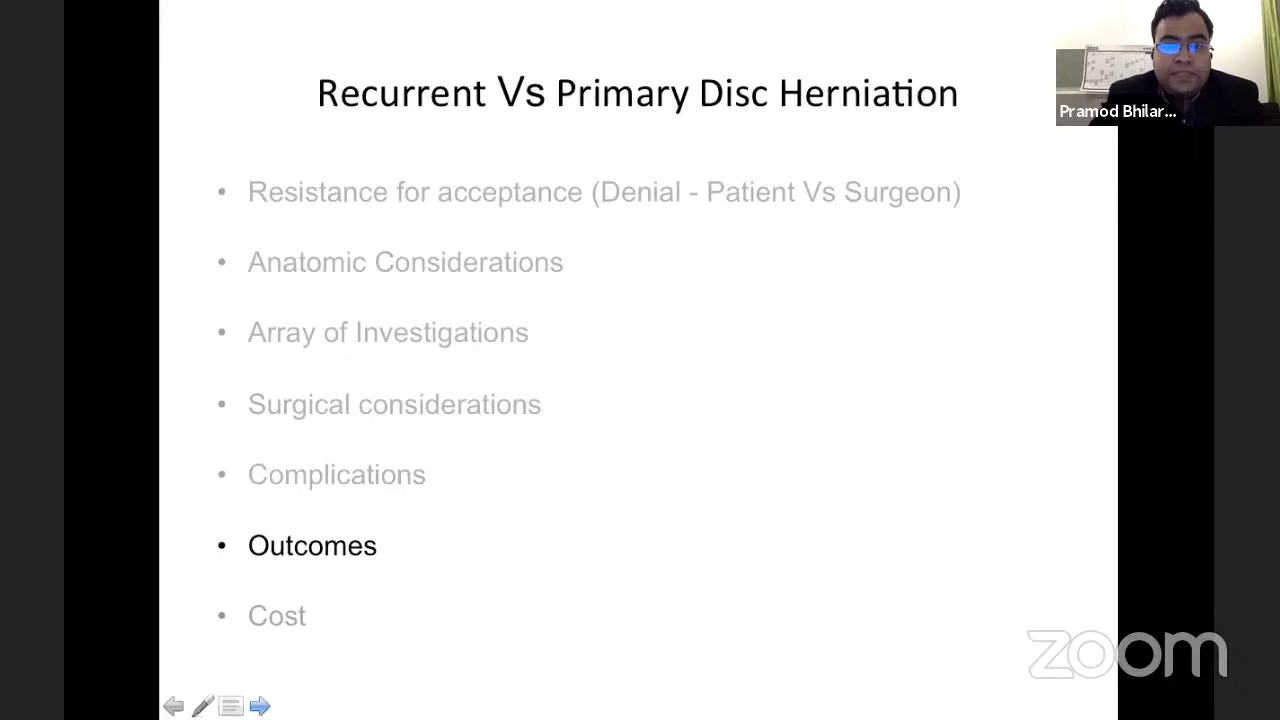 Recurrent Vs Primary Disc Herniation
Pramod Bhilar...
• Resistance for acceptance (Denial - Patient Vs Surgeon)
• Anatomic Considerations
• Array of Investigations
• Surgical considerations
• Complications
• Outcomes
• Cost
zoom